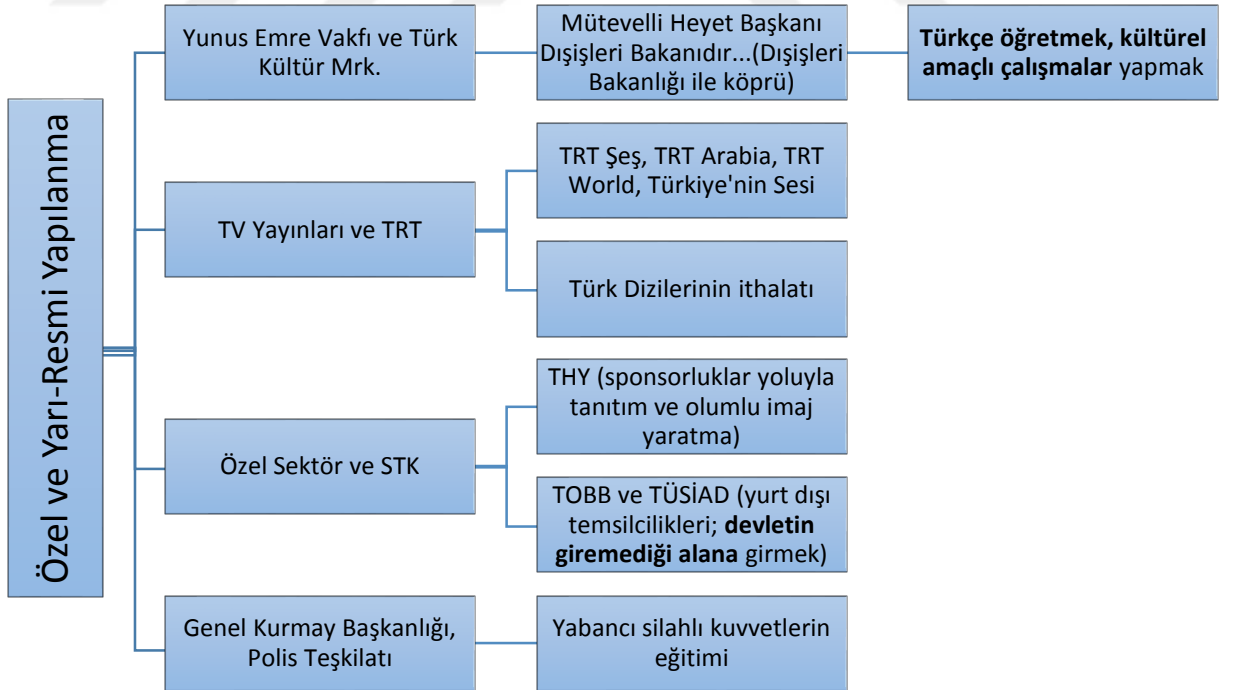 Özel ve Yarı-Resmi Yapılanma
Yunus Emre Vakfı ve Türk
Kültür Mrk.
Mütevelli Heyet Başkanı
Dışişleri Bakanıdır...(Dışişleri
Bakanlığı ile köprü)
Türkçe öğretmek, kültürel
amaçlı çalışmalar yapmak
TV Yayınları ve TRT
TRT Şeş, TRT Arabia, TRT
World, Türkiye'nin Sesi
Türk Dizilerinin ithalatı
Özel Sektör ve STK
THY (sponsorluklar yoluyla
tanıtım ve olumlu imaj
yaratma)
TOBB ve TÜSİAD (yurt dışı
temsilcilikleri; devletin
giremediği alana girmek)
Genel Kurmay Başkanlığı,
Polis Teşkilatı
Yabancı silahlı kuvvetlerin
eğitimi